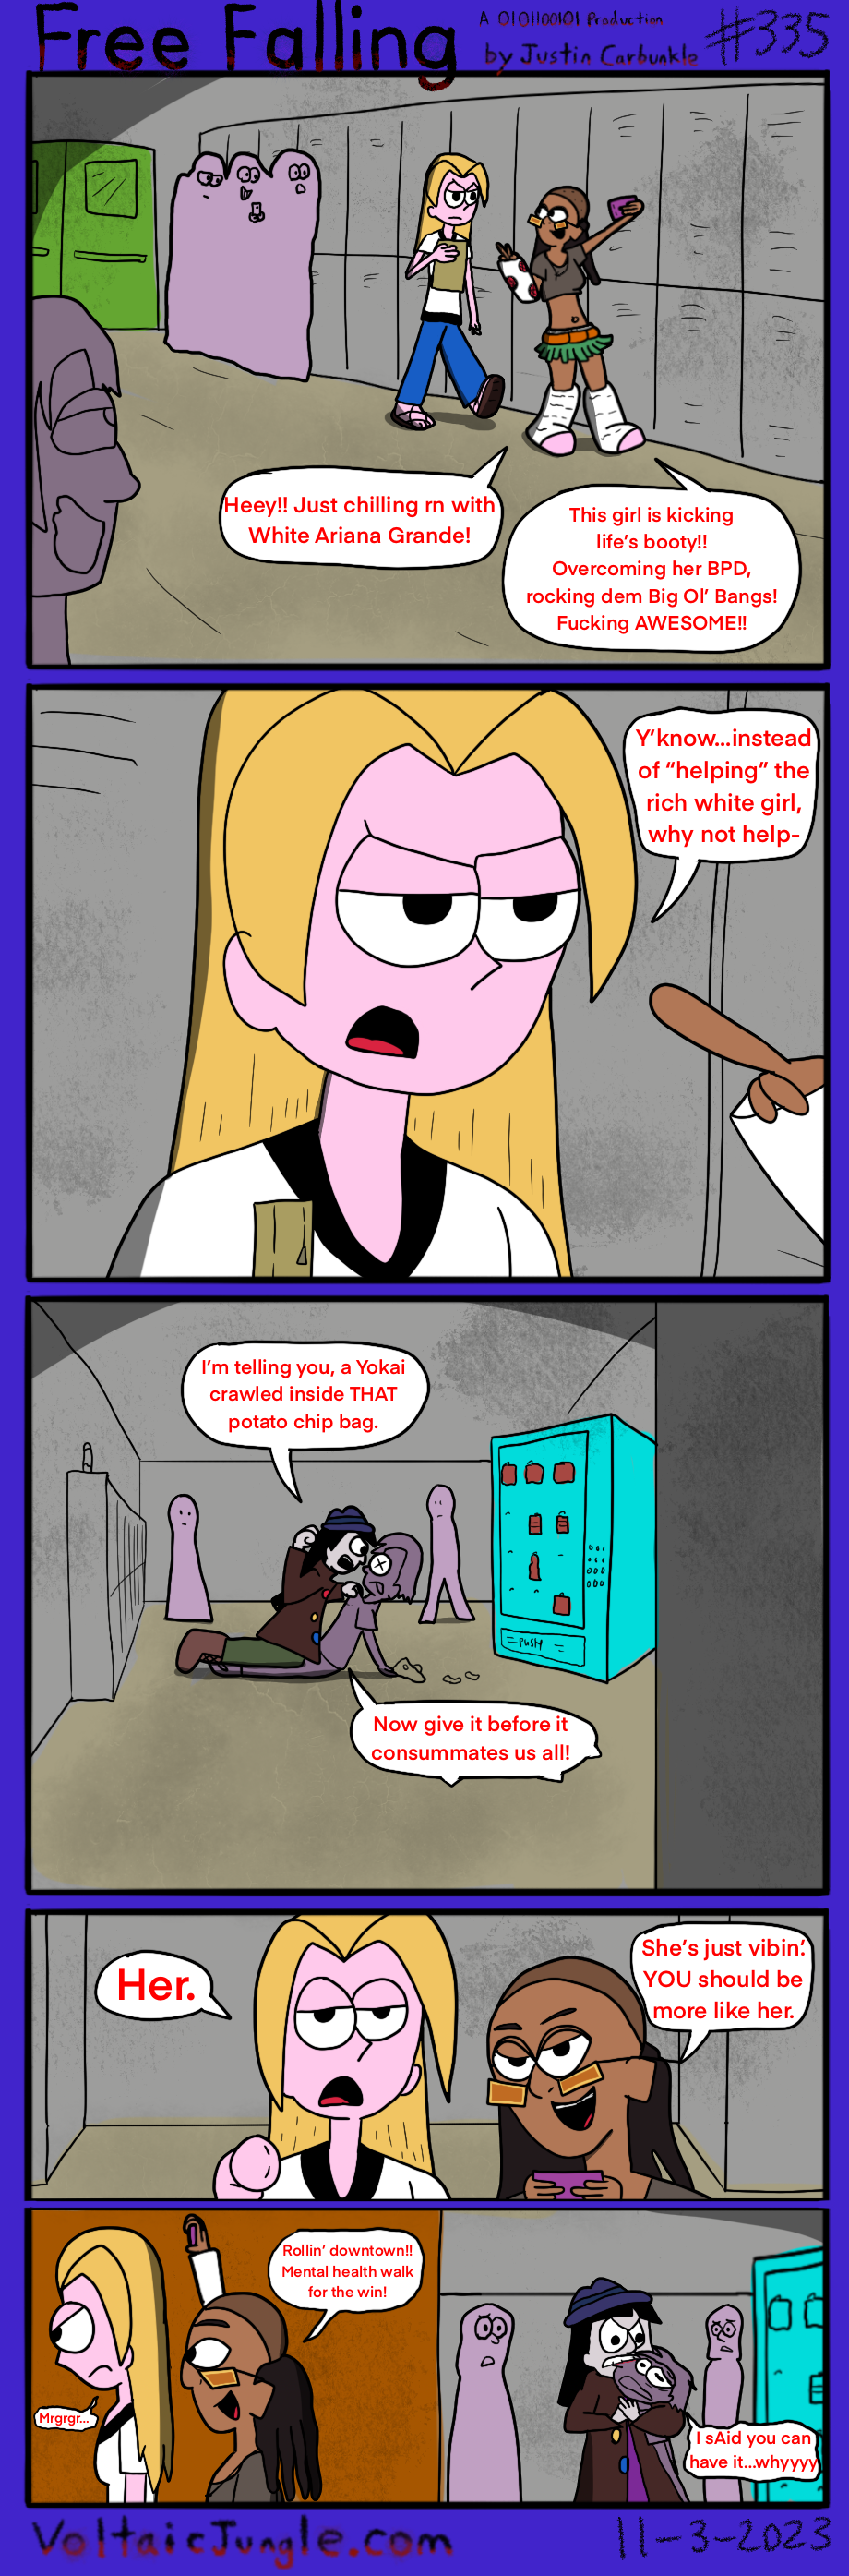 Free Falling
A 0101100101 Production
by Justin Carbunkle
#335
Heey!! Just chilling rn with
White Ariana Grande!
This girl is kicking
life's booty!!
Overcoming her BPD,
rocking dem Big Ol' Bangs!
Fucking AWESOME!!
Y'know...instead
of "helping" the
rich white girl,
why not help-
I'm telling you, a Yokai
crawled inside THAT
potato chip bag.
PUSH
Now give it before it
consummates us all!
Her.
She's just vibin'.
YOU should be
more like her.
Rollin' downtown!!
Mental health walk
for the win!
Mrgrgr...
I sAid you can
have it...whyyyy
VoltaicJungle.com
11-3-2023